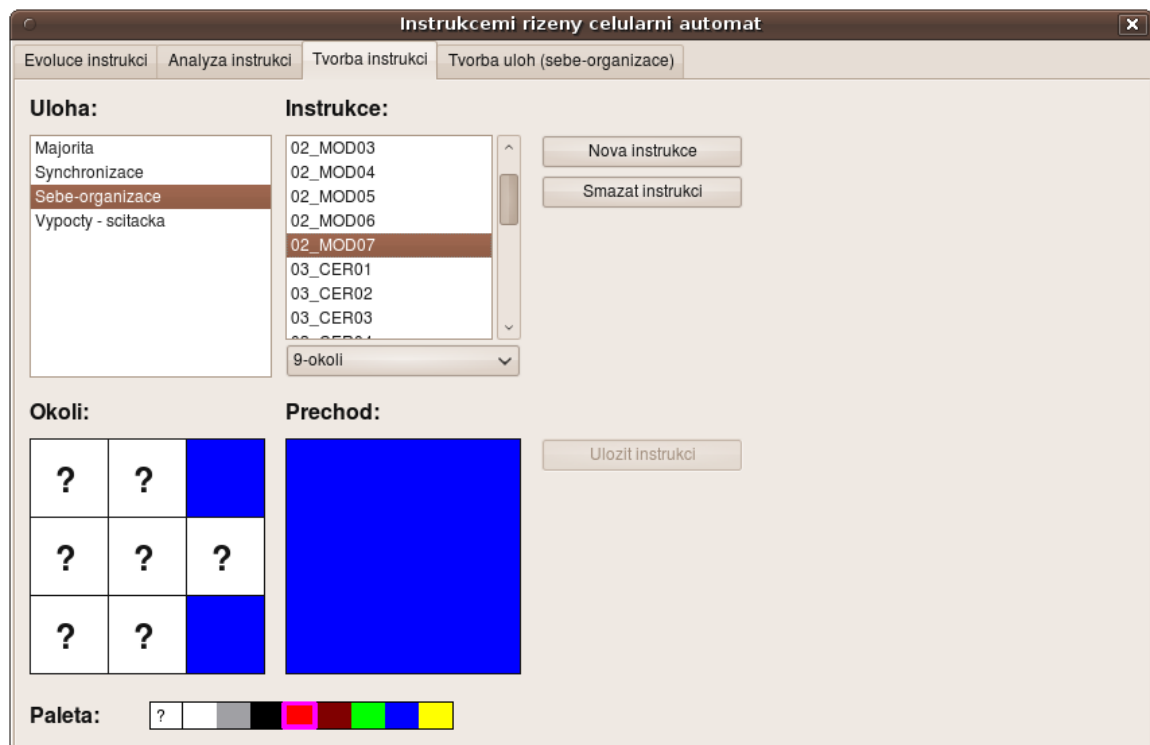 Instrukcemi rizeny celularni automat
Evoluce instrukci Analyza instrukci Tvorba instrukci Tvorba uloh (sebe-organizace)
Uloha: Instrukce:
Majorita 02_MOD03 Nova instrukce
Synchronizace 02_MOD04
Sebe-organizace 02_MOD05 Smazat instrukci
Vypocty - scitacka 02_MOD06
02_MOD07
03_CER01
03_CER02
03_CER03
9-okoli
Okoli: Prechod:
Ulozit instrukci
? ?
? ? ?
? ?
Paleta: ?